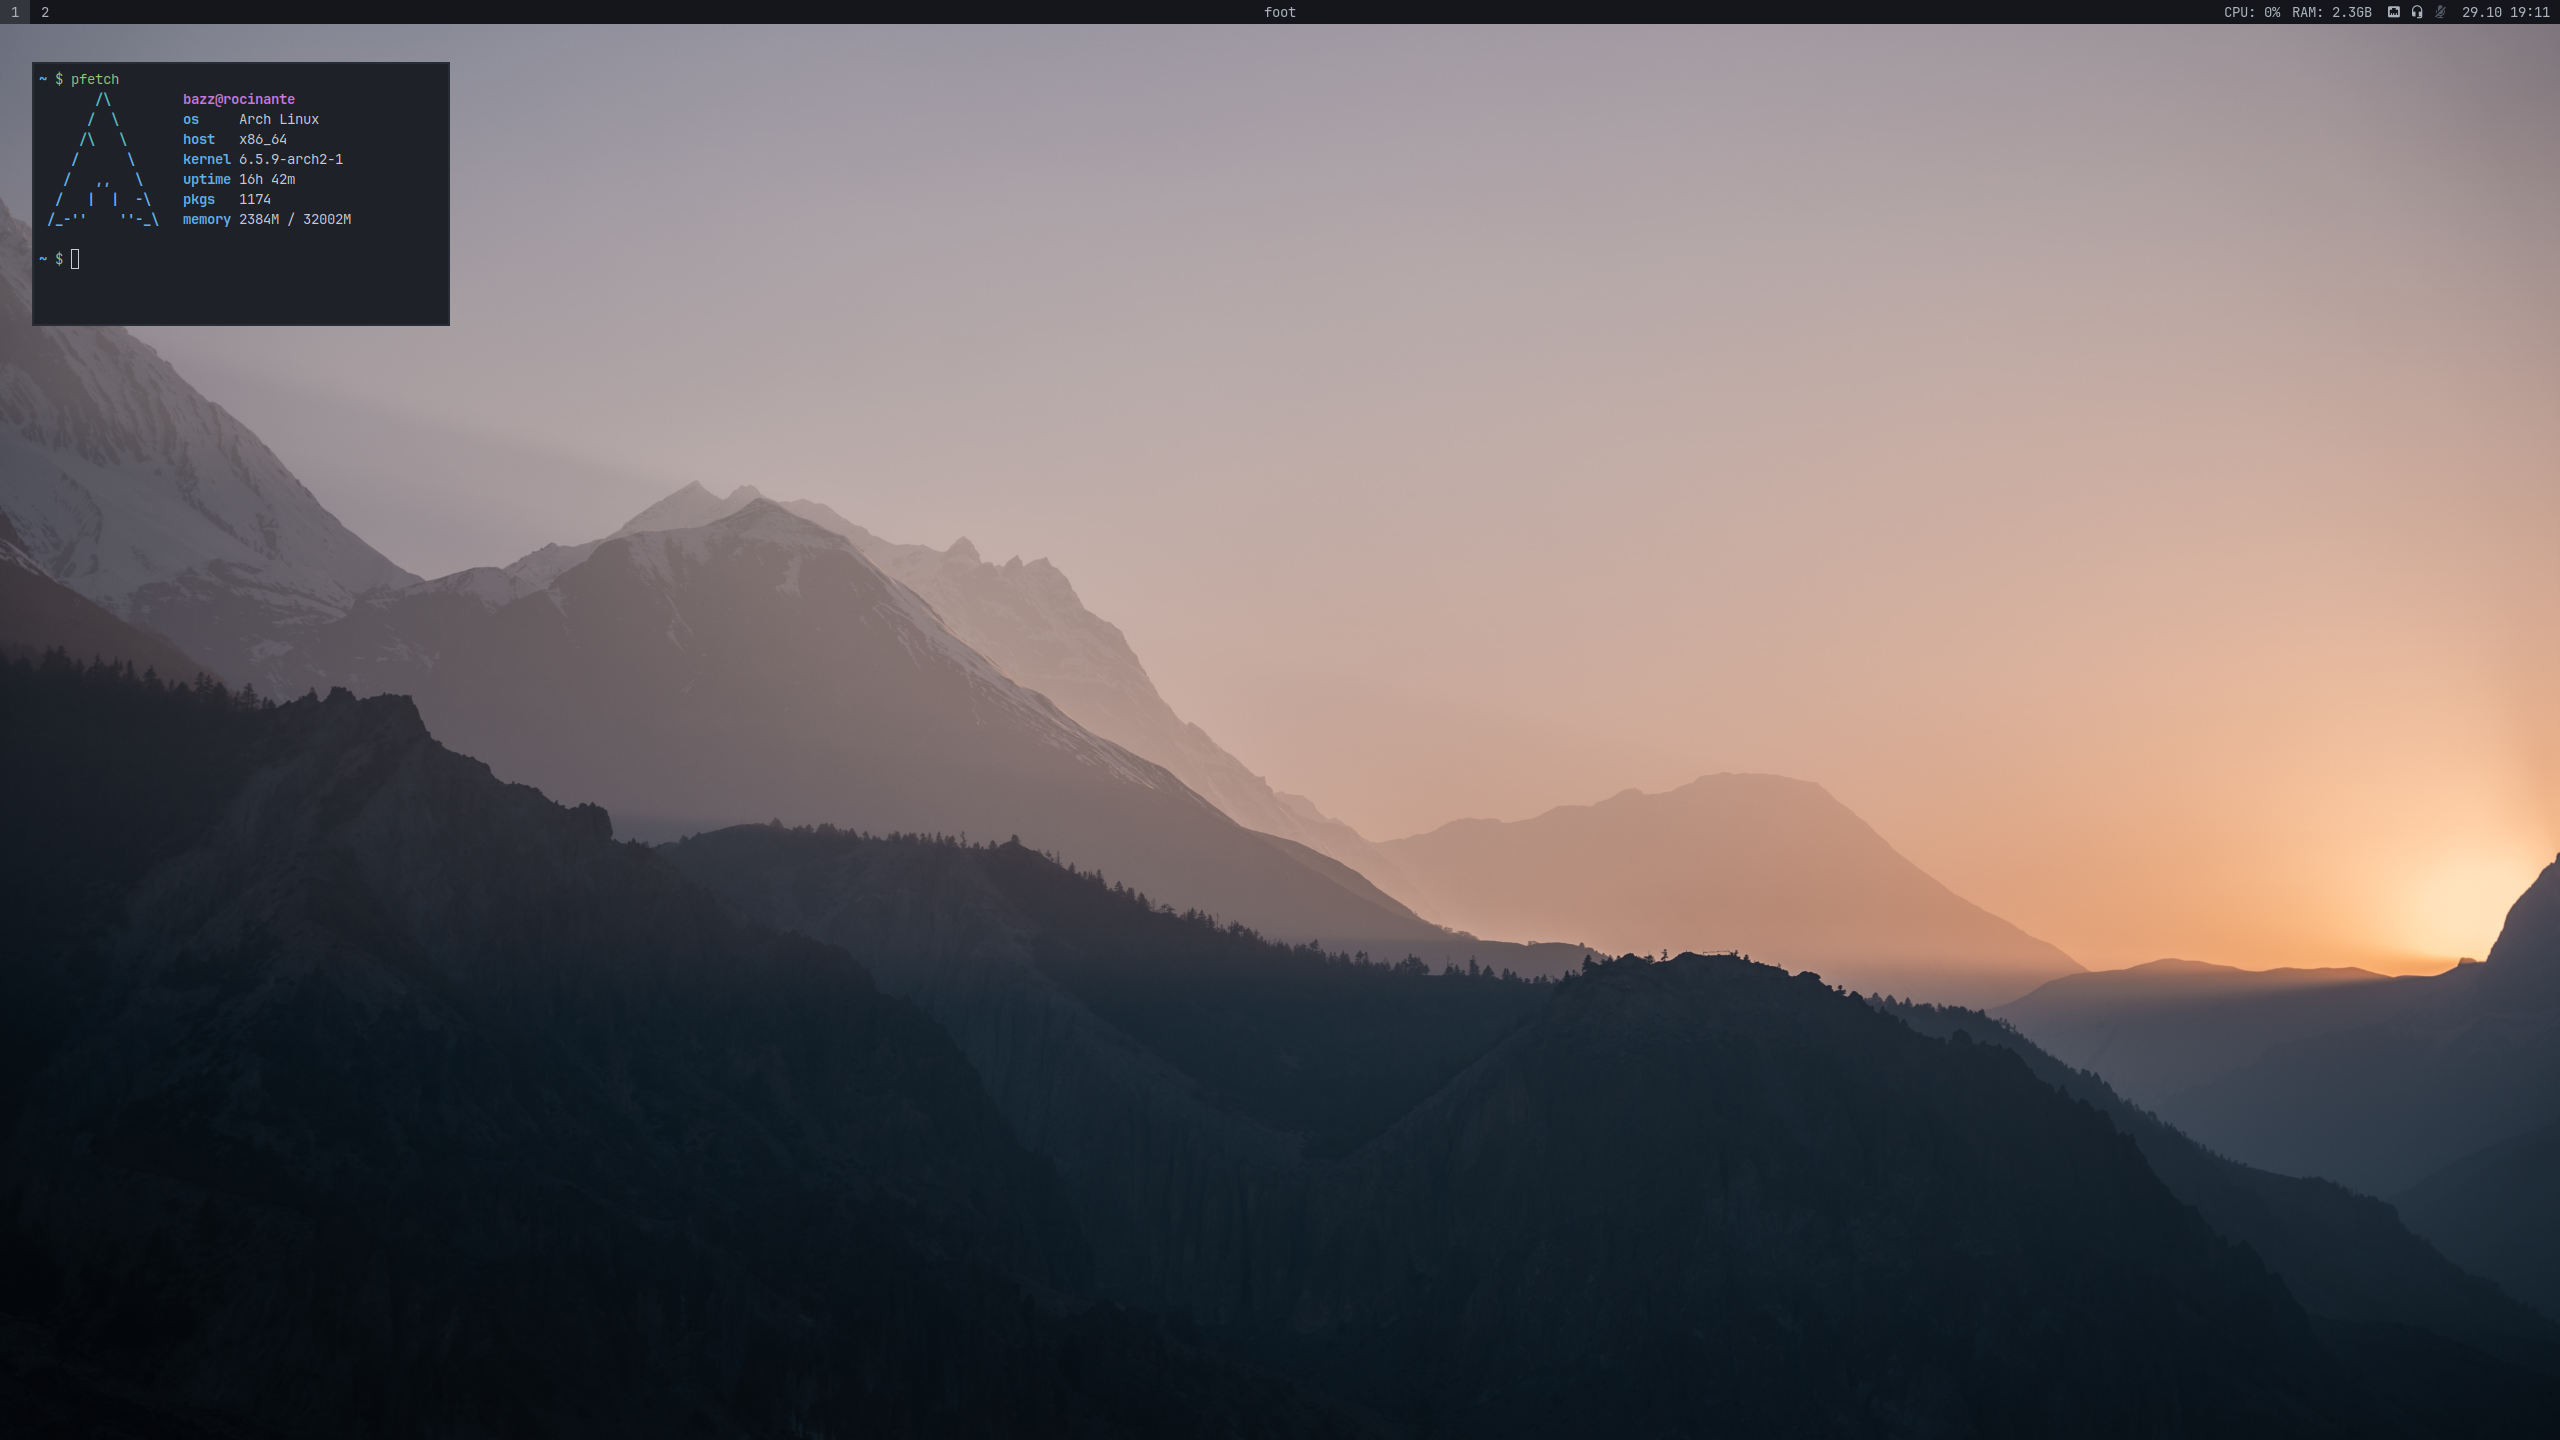 1 2 foot CPU: 0% RAM: 2.3GB 29.10 19:11
~ $ pfetch
bazz@rocinante
os Arch Linux
host x86_64
kernel 6.5.9-arch2-1
uptime 16h 42m
pkgs 1174
memory 2384M / 32002M
~ $